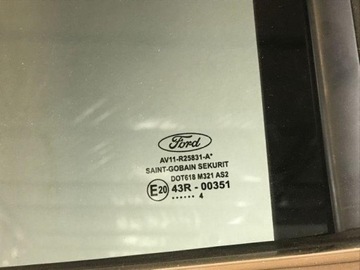 Ford
AV11-R25831-A*
SAINT-GOBAIN SEKURIT
DOT618 M321 AS2
E20 43R - 00351
...... 4